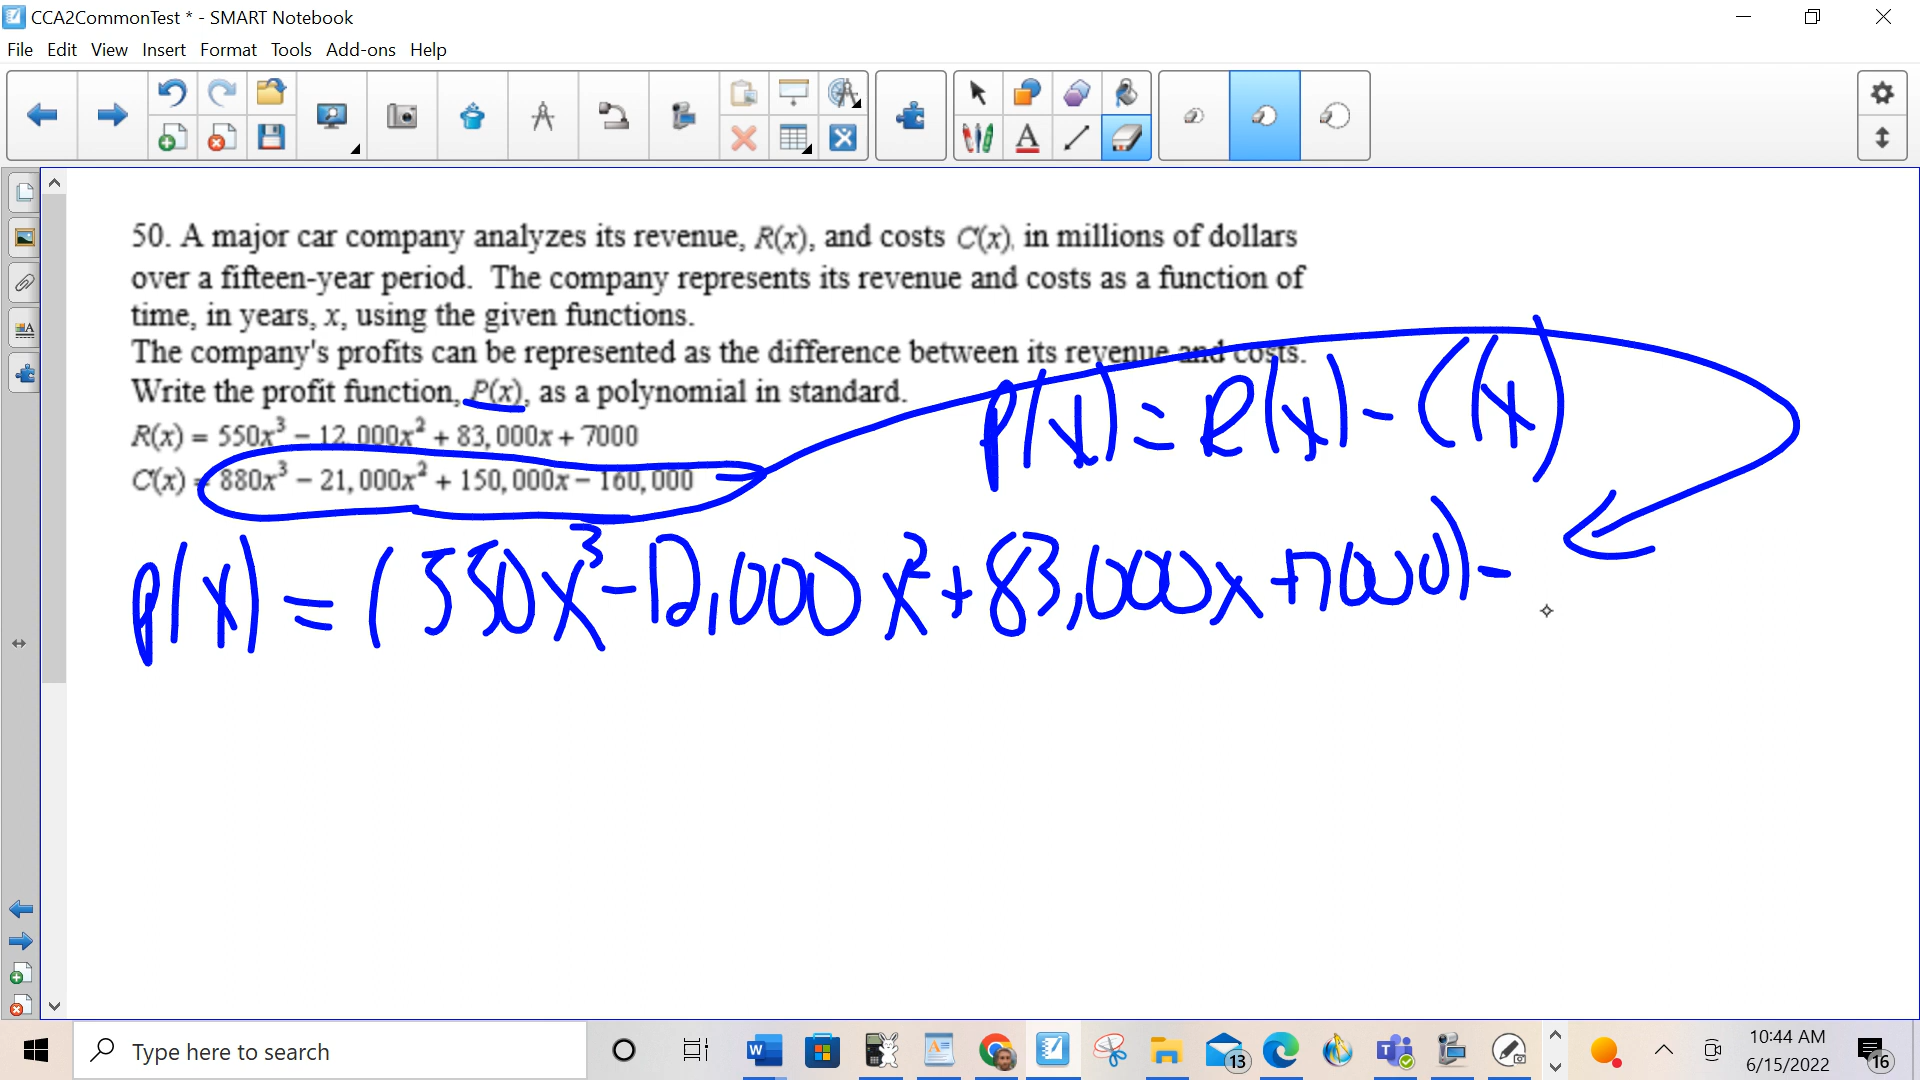 CCA2CommonTest * - SMART Notebook
File Edit View Insert Format Tools Add-ons Help
50. A major car company analyzes its revenue, R(x), and costs C(x), in millions of dollars
over a fifteen-year period. The company represents its revenue and costs as a function of
time, in years, x, using the given functions.
The company's profits can be represented as the difference between its revenue and costs.
Write the profit function, P(x), as a polynomial in standard.
R(x) = 550x³ − 12,000x² + 83,000x + 7000
P(x) = R(x) - C(x)
C(x) = 880x³ − 21,000x² + 150,000x − 160,000
P(x) = (550x³ - 12,000x² + 83,000x + 7000) -
Type here to search
13
10:44 AM
6/15/2022
16